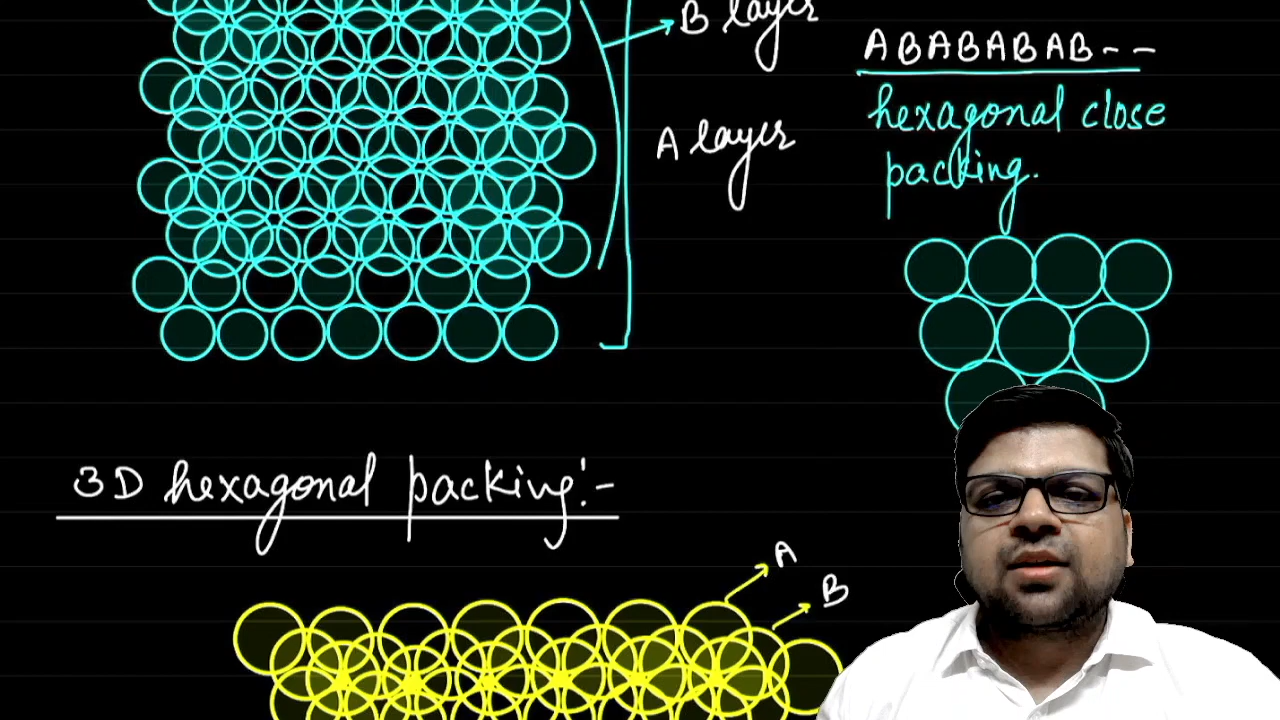 B layer
A layer
ABABABAB--
hexagonal close
packing.
3D hexagonal packing:-
A
B